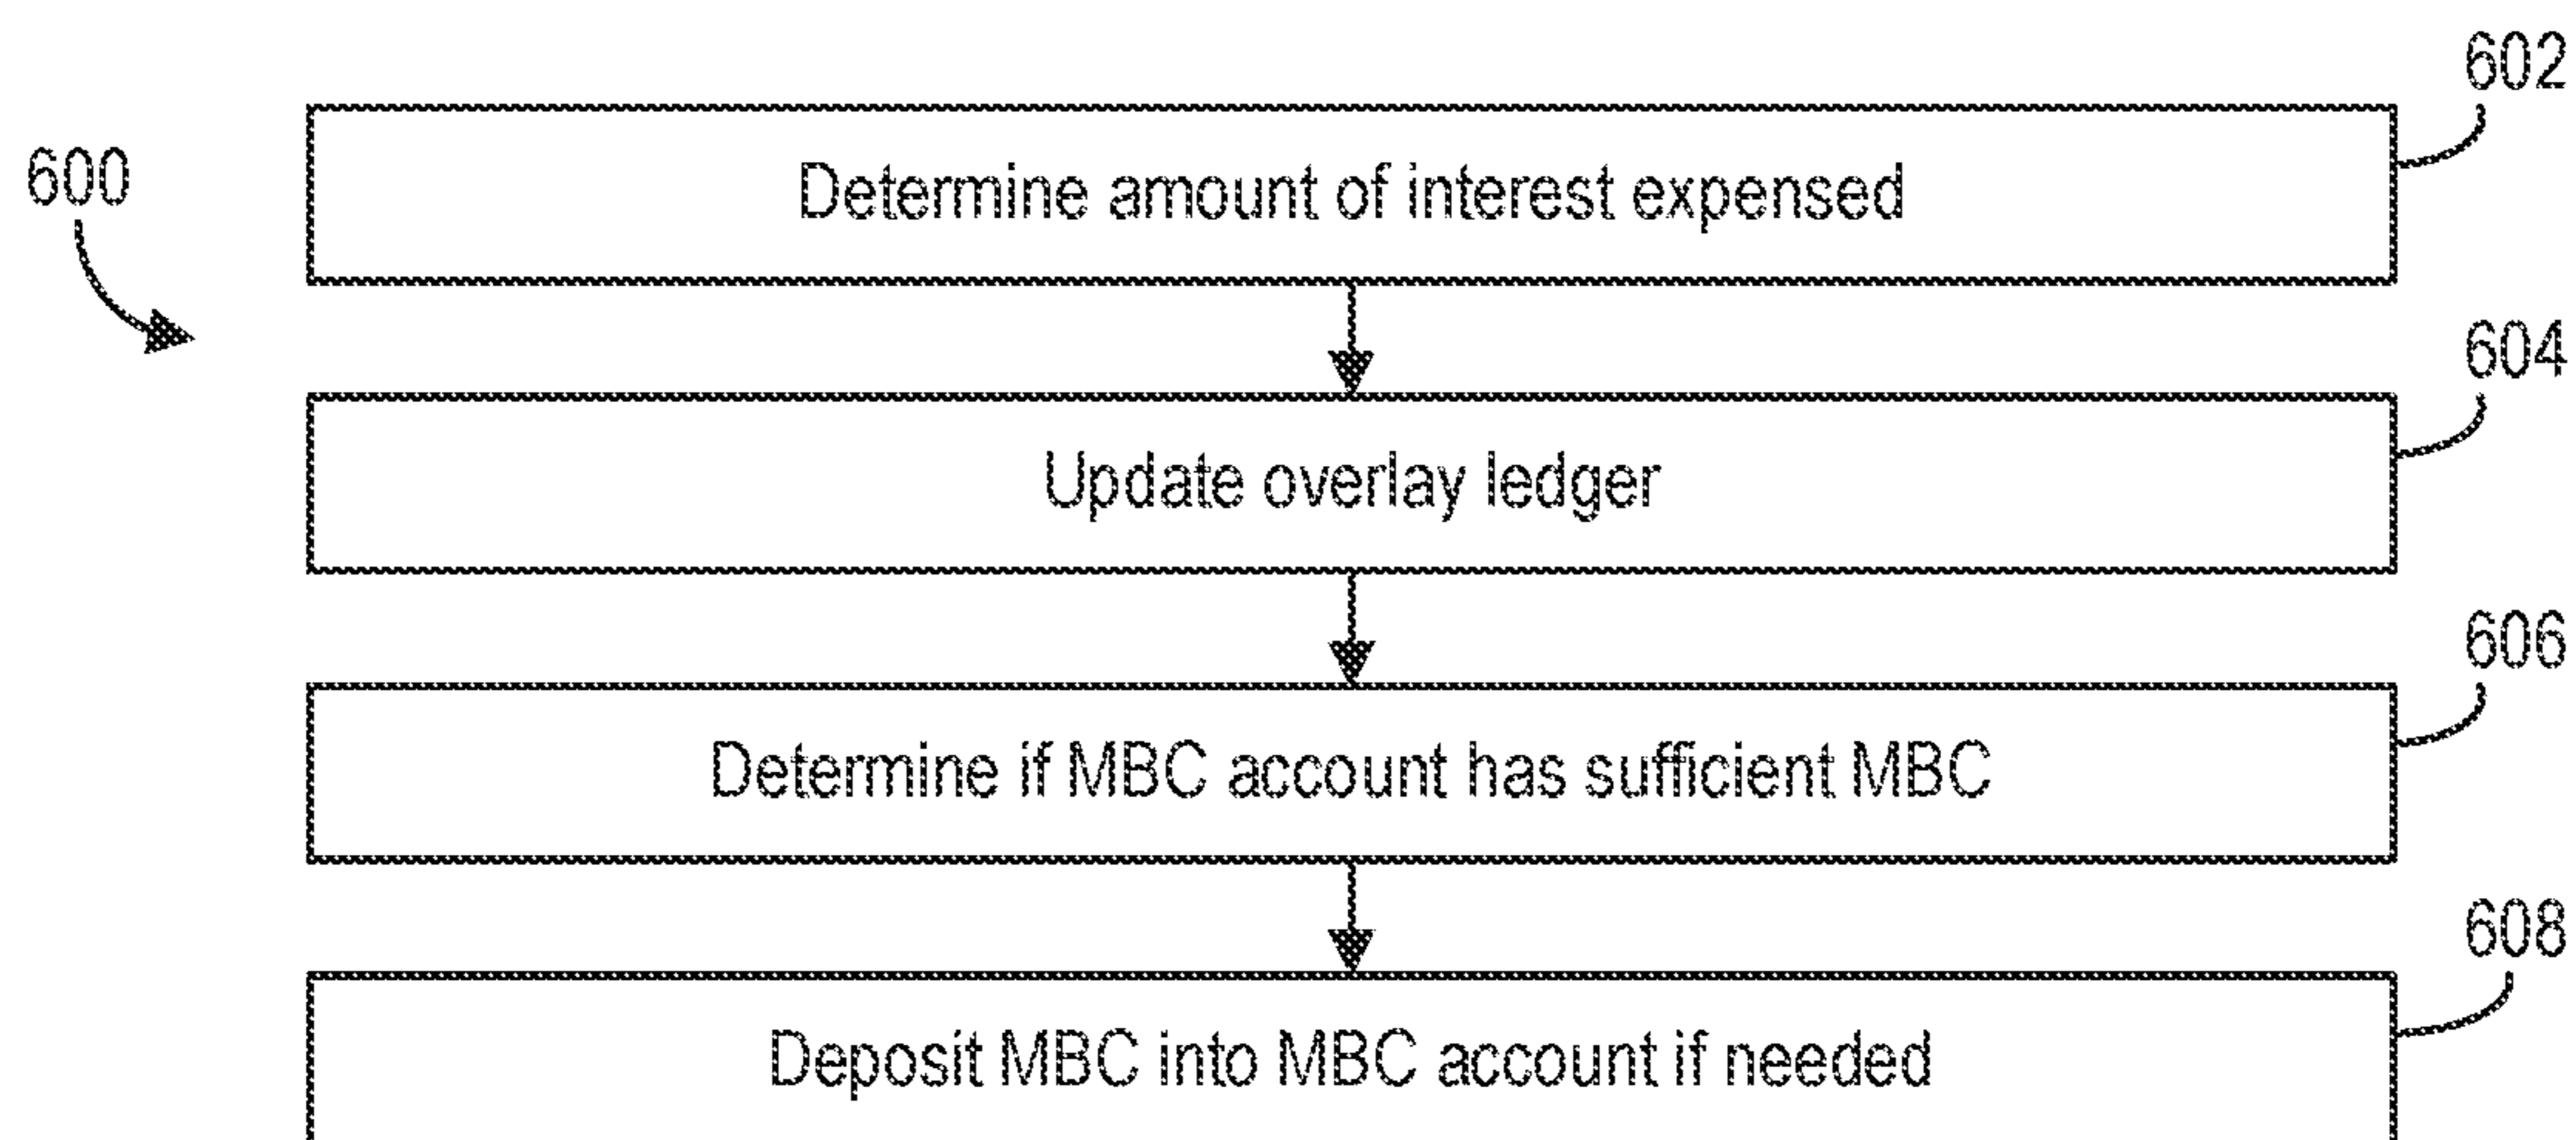 602
600
Determine amount of interest expensed
604
Update overlay ledger
606
Determine if MBC account has sufficient MBC
608
Deposit MBC into MBC account if needed